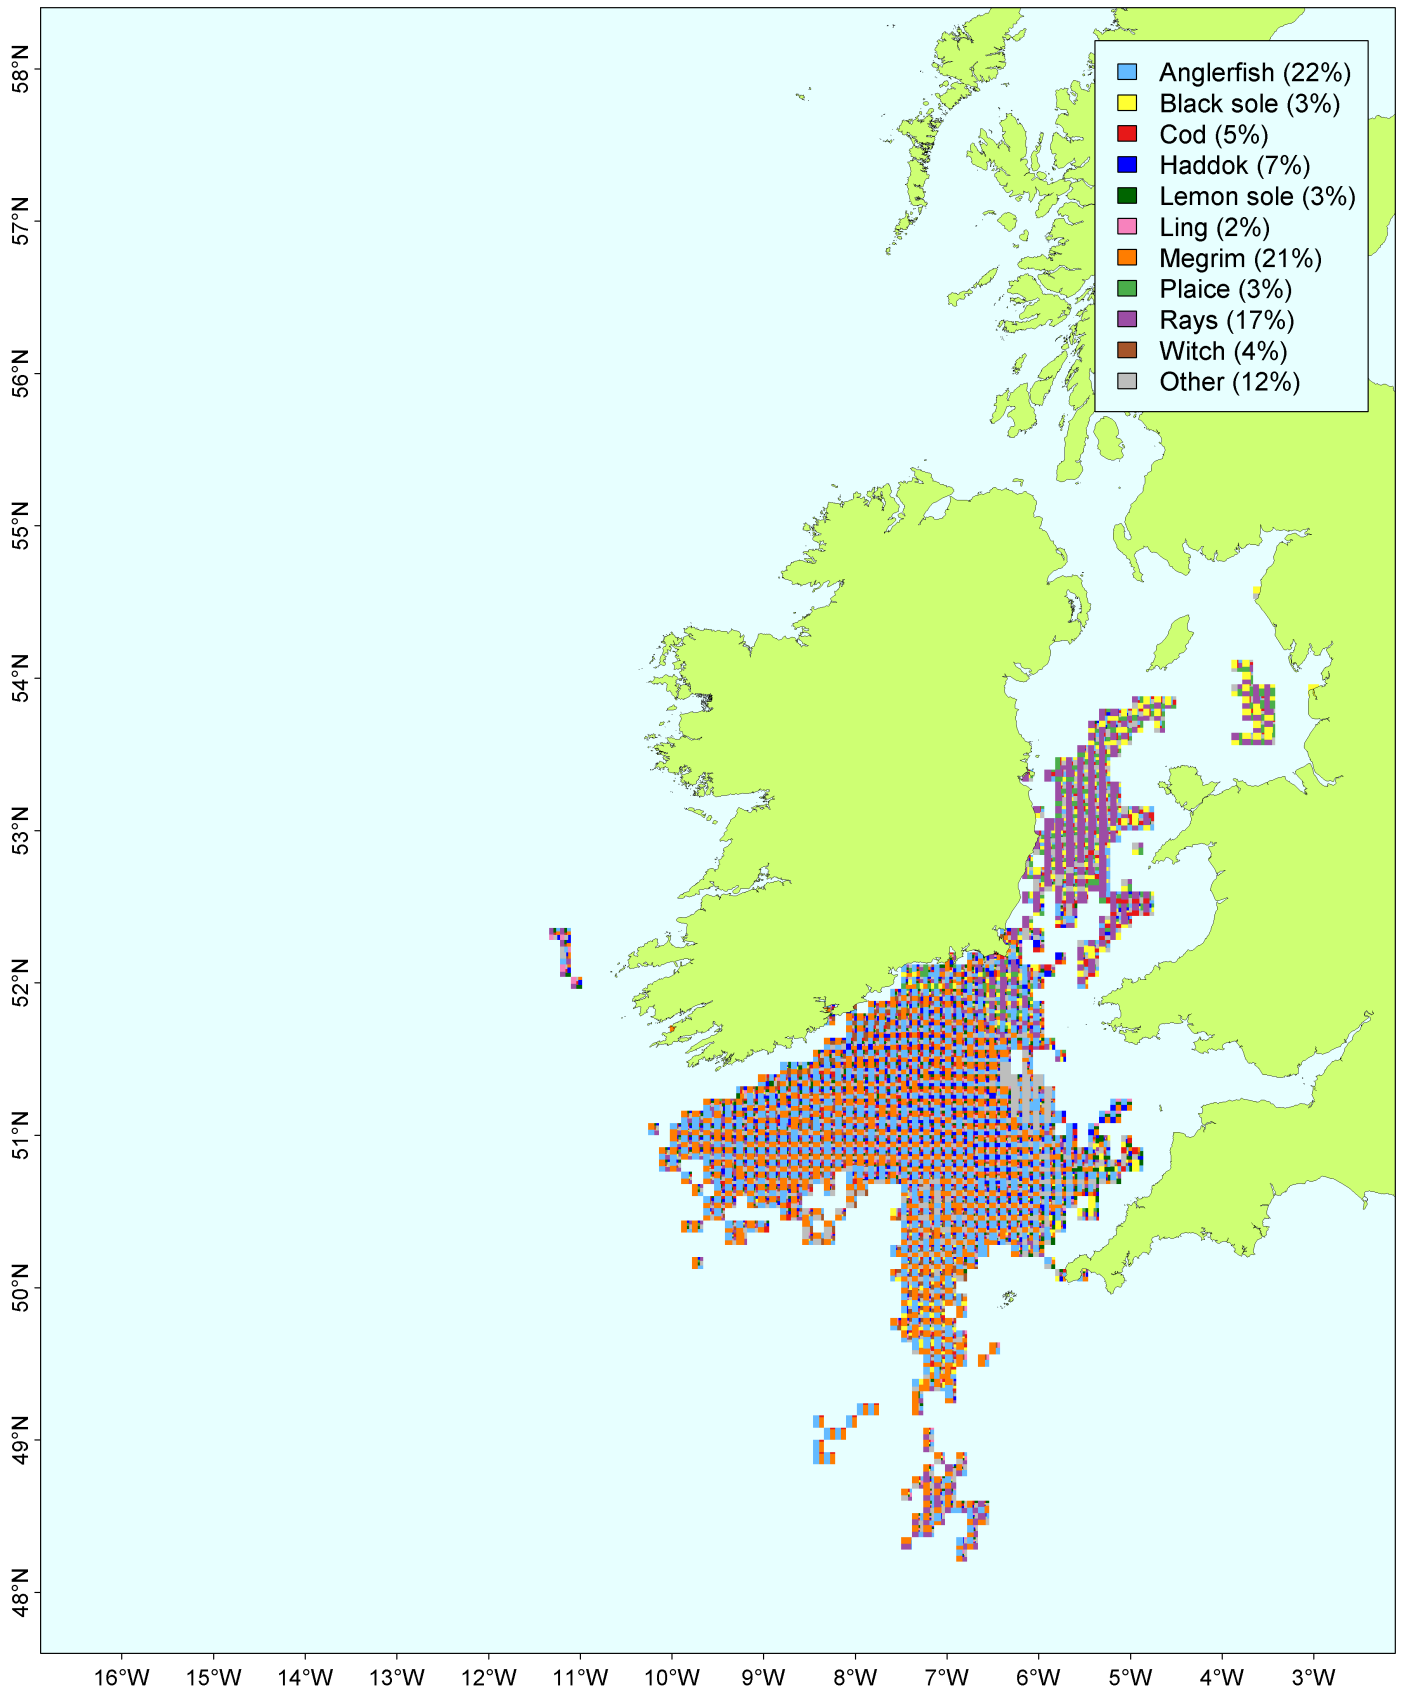 Anglerfish (22%)
Black sole (3%)
Cod (5%)
Haddok (7%)
Lemon sole (3%)
Ling (2%)
Megrim (21%)
Plaice (3%)
Rays (17%)
Witch (4%)
Other (12%)
58°N
57°N
56°N
55°N
54°N
53°N
52°N
51°N
50°N
49°N
48°N
16°W 15°W 14°W 13°W 12°W 11°W 10°W 9°W 8°W 7°W 6°W 5°W 4°W 3°W